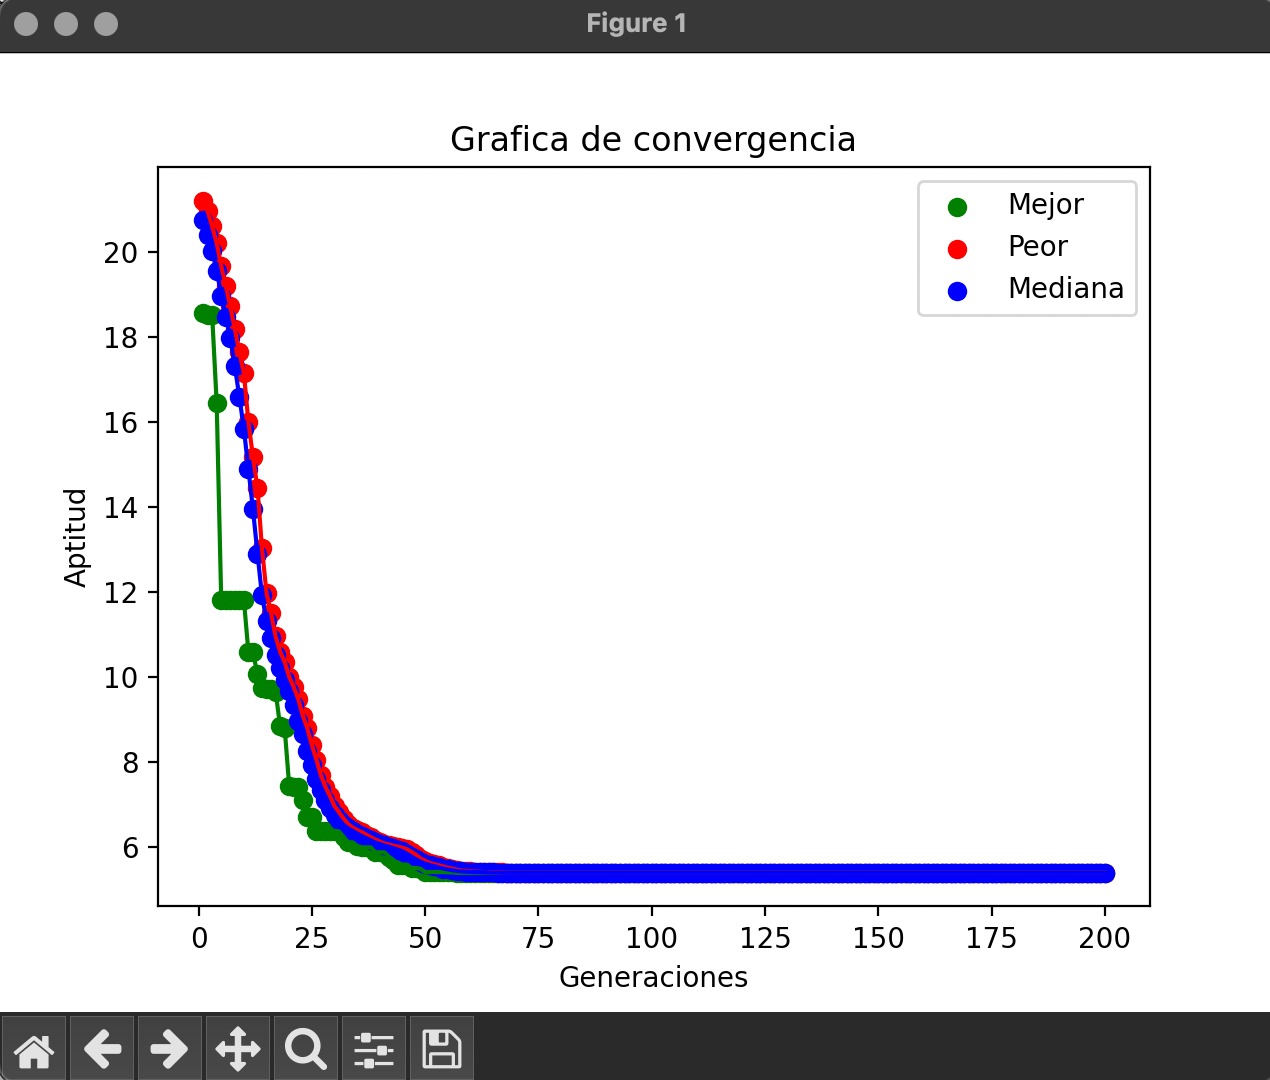 Figure 1
Grafica de convergencia
Mejor
Peor
Mediana
20
18
16
14
12
10
8
6
Aptitud
0 25 50 75 100 125 150 175 200
Generaciones